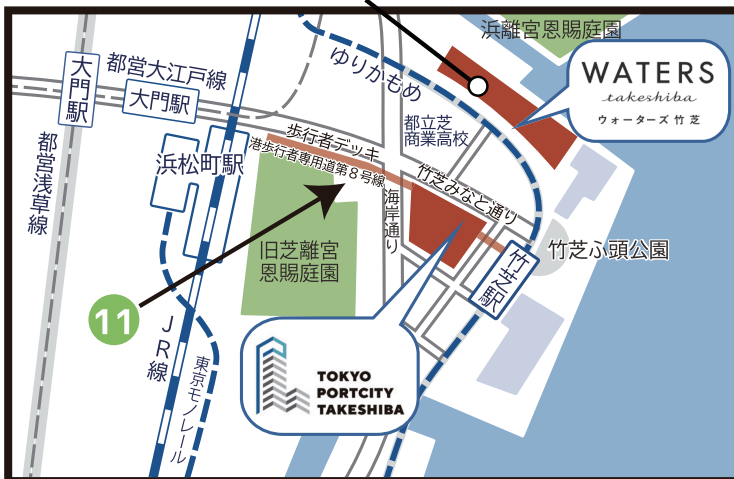 浜離宮恩賜庭園
WATERS
takeshiba
ウォーターズ竹芝
ゆりかもめ
都営大江戸線
大門駅
大門駅
都立芝
商業高校
歩行者デッキ
港歩行者専用道第8号線
竹芝みなと通り
浜松町駅
都営浅草線
海岸通り
旧芝離宮
恩賜庭園
竹芝駅
竹芝ふ頭公園
11
JR線
東京モノレール
TOKYO
PORTCITY
TAKESHIBA